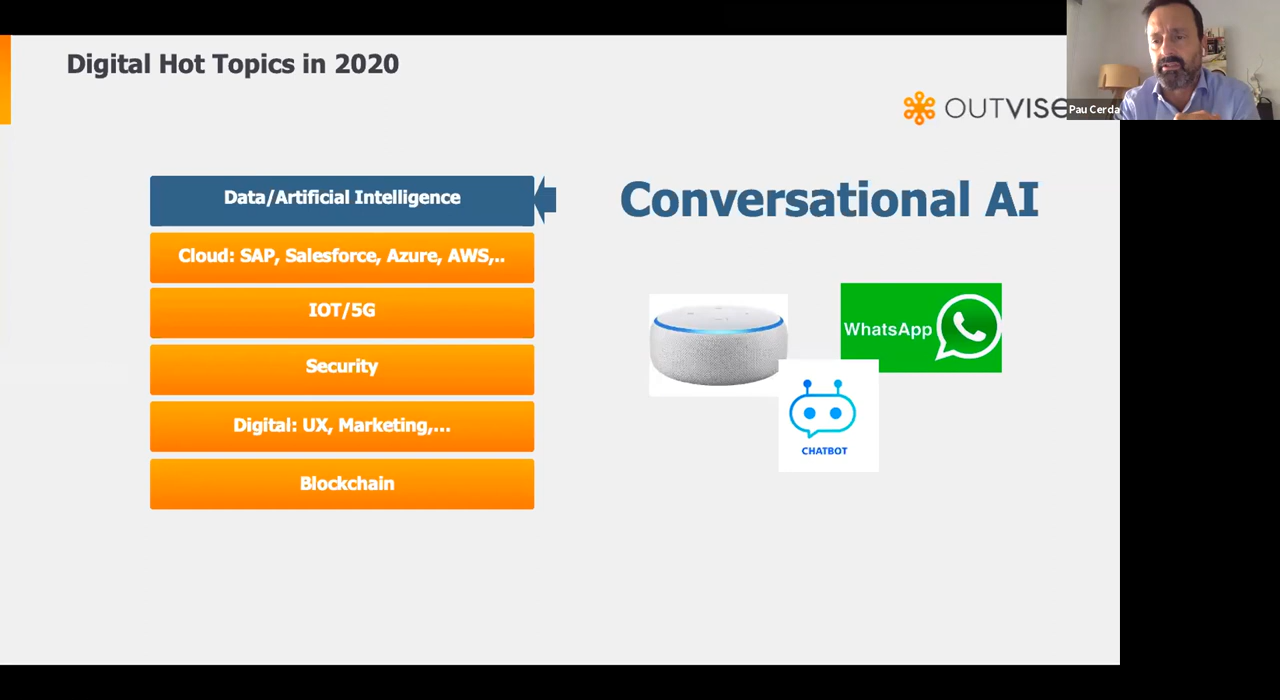 Digital Hot Topics in 2020
OUTVISE
Pau Cerda
Data/Artificial Intelligence
Conversational AI
Cloud: SAP, Salesforce, Azure, AWS,..
IOT/5G
WhatsApp
Security
Digital: UX, Marketing,...
CHATBOT
Blockchain